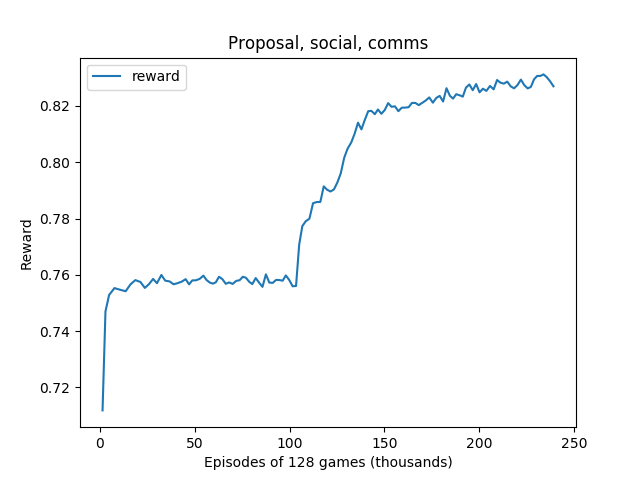 Proposal, social, comms
reward
0.82
0.80
0.78
0.76
0.74
0.72
Reward
0 50 100 150 200 250
Episodes of 128 games (thousands)